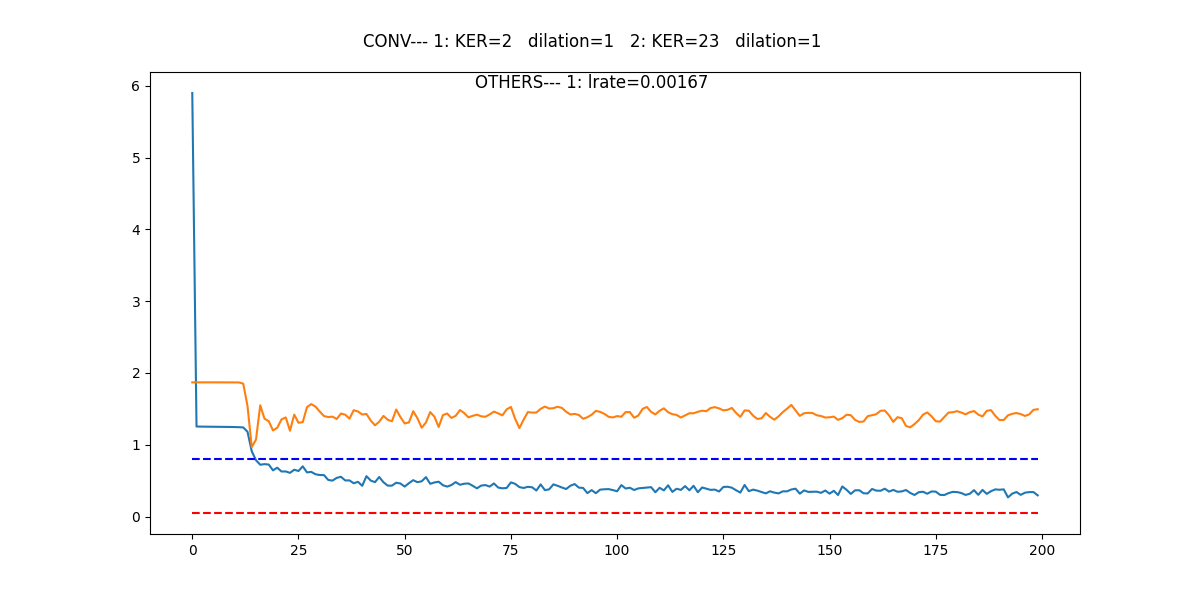 CONV--- 1: KER=2   dilation=1   2: KER=23   dilation=1
OTHERS--- 1: lrate=0.00167
6
5
4
3
2
1
0
0 25 50 75 100 125 150 175 200